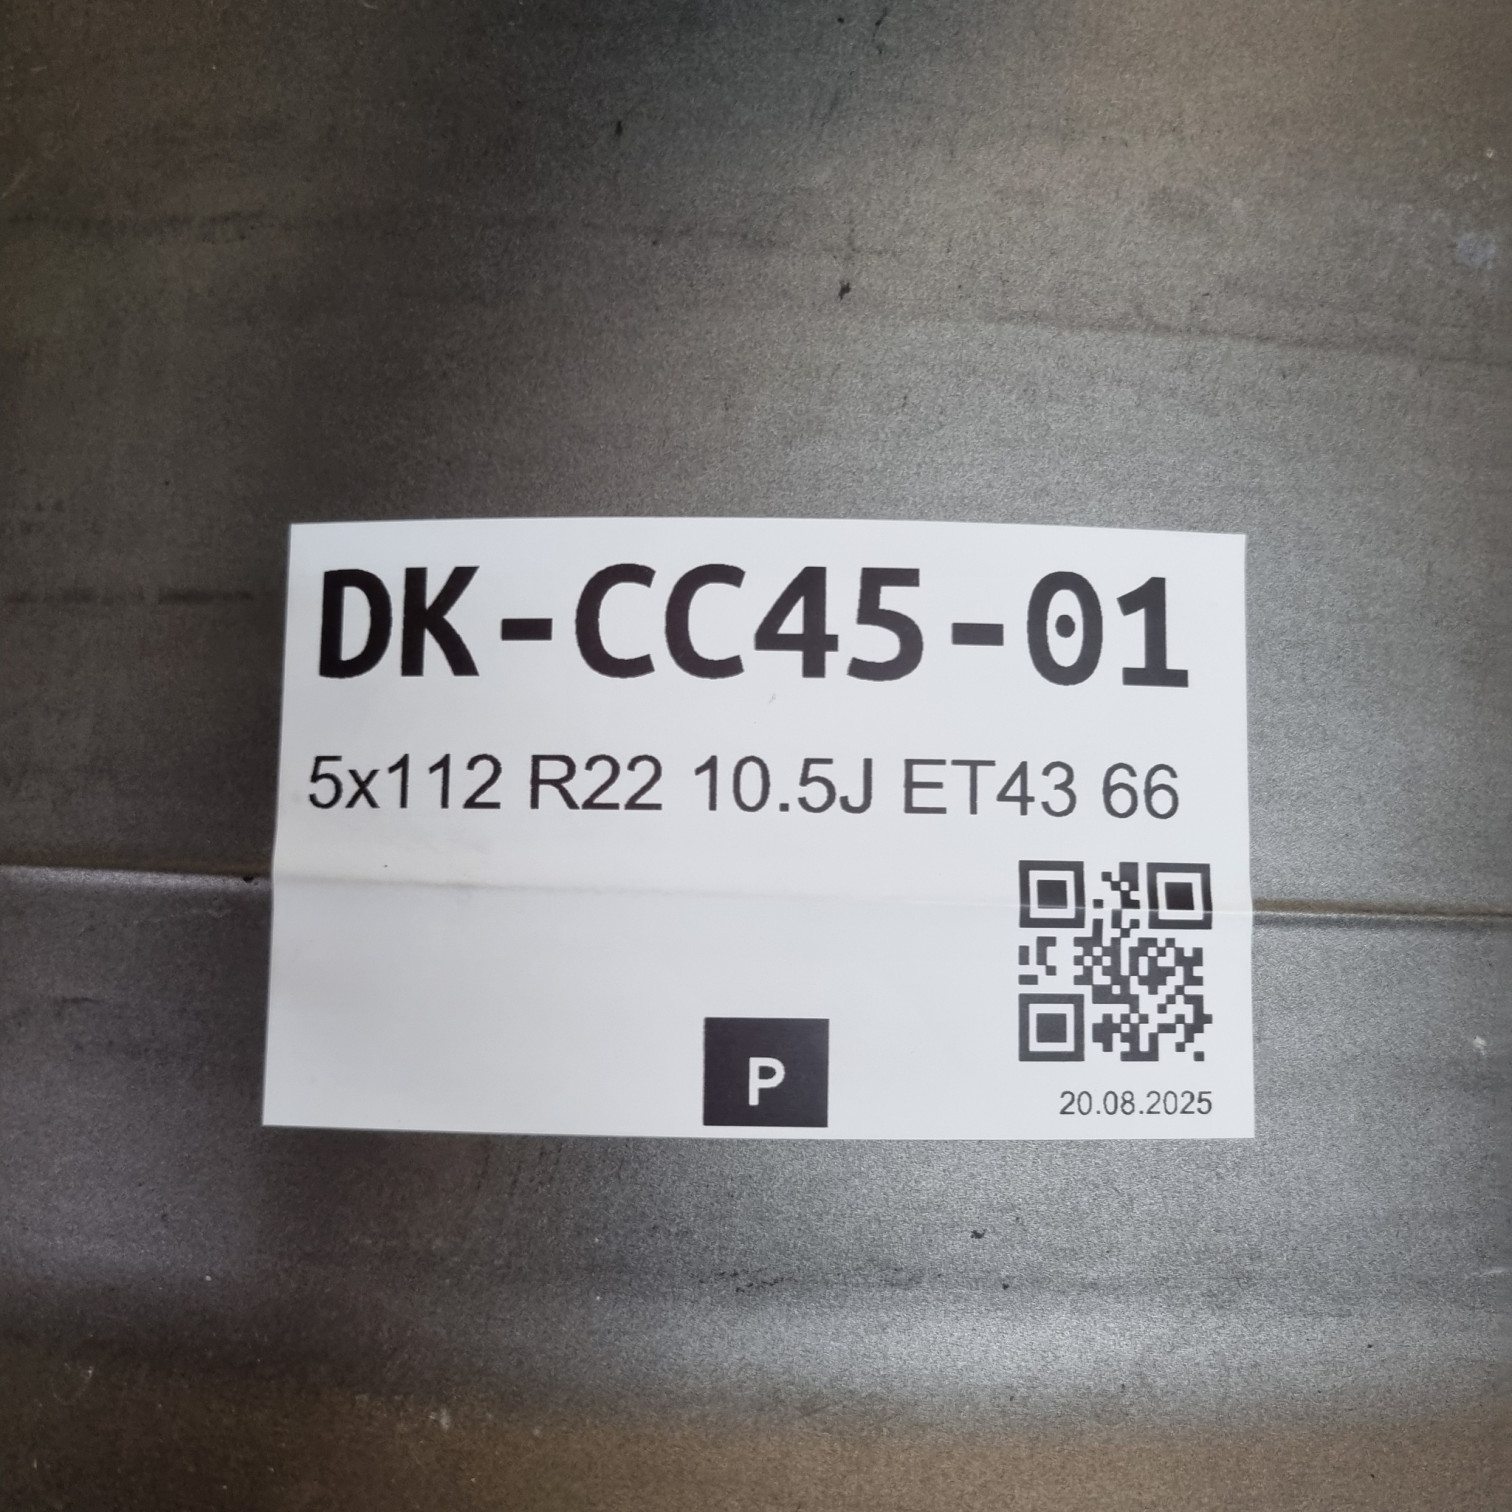 DK-CC45-01
5x112 R22 10.5J ET43 66
P
20.08.2025